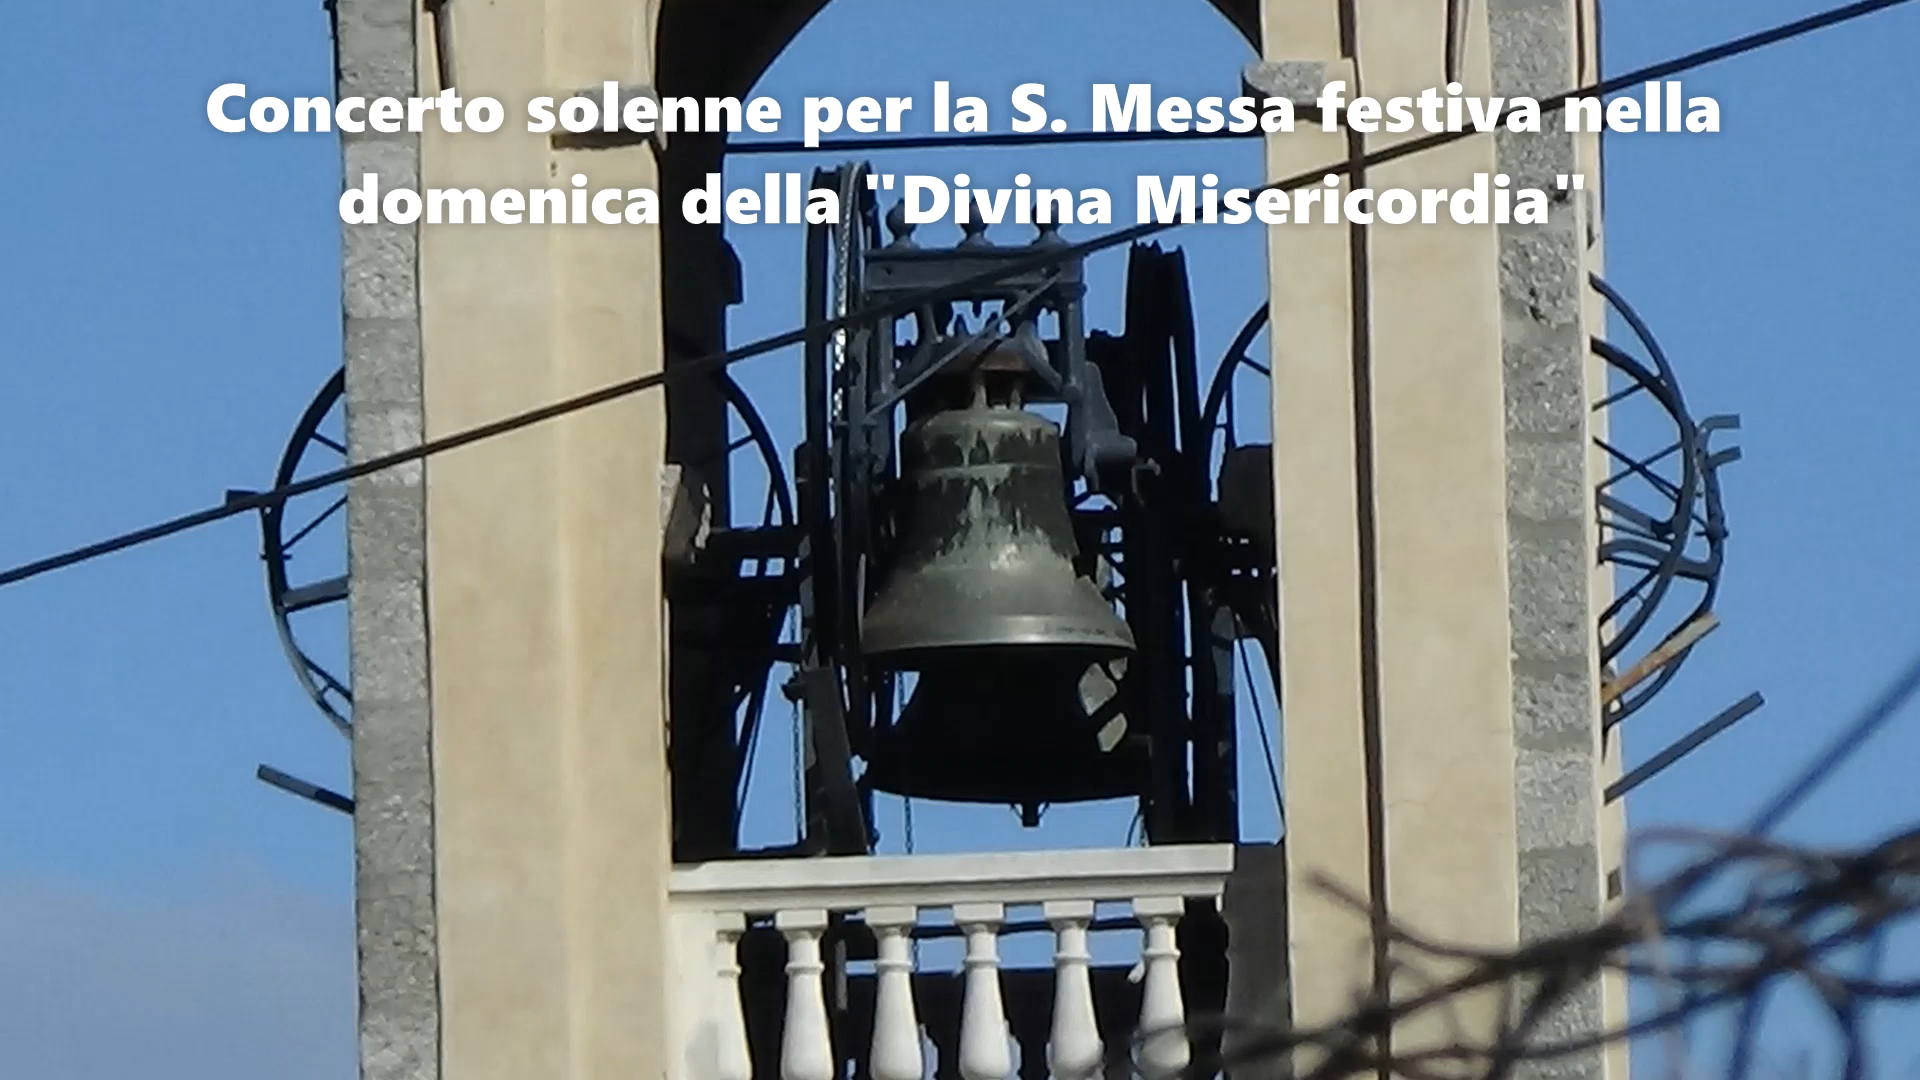 Concerto solenne per la S. Messa festiva nella
domenica della "Divina Misericordia"